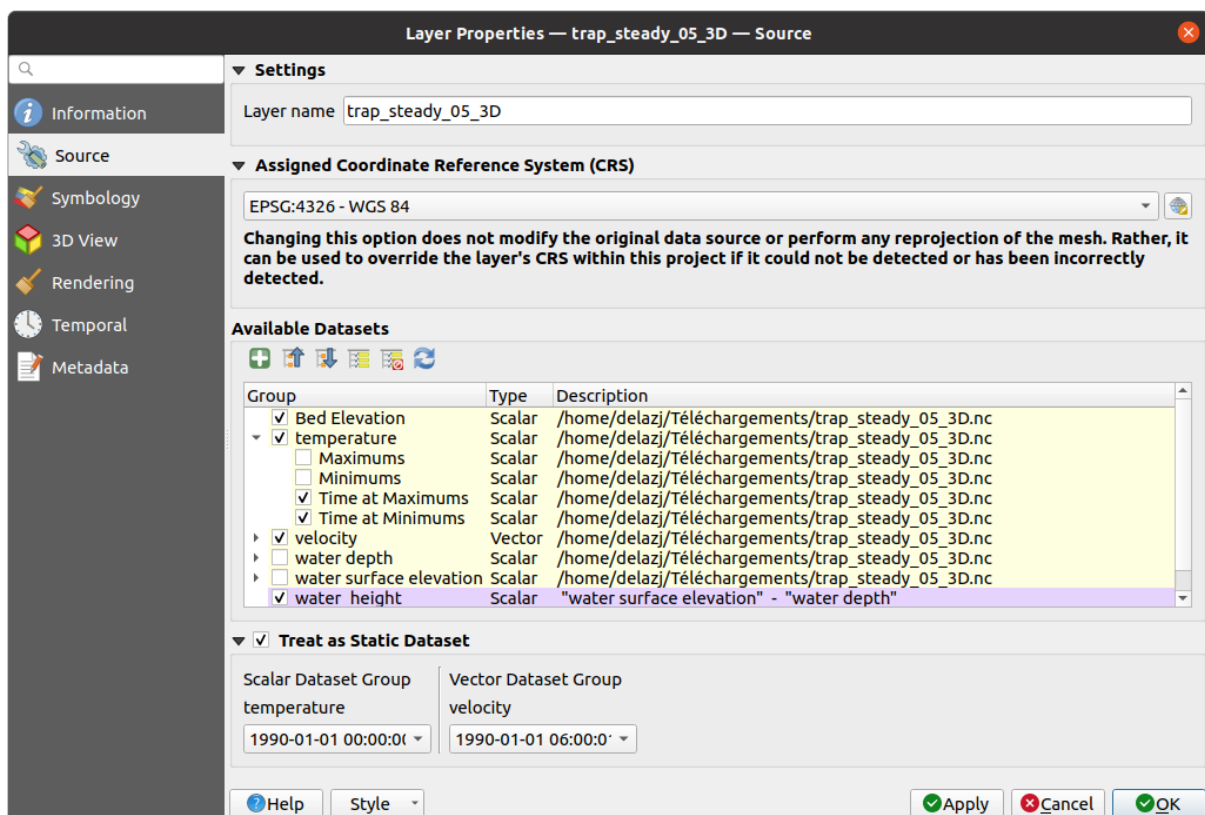 Layer Properties — trap_steady_05_3D — Source
Information
Source
Symbology
3D View
Rendering
Temporal
Metadata
Settings
Layer name trap_steady_05_3D
Assigned Coordinate Reference System (CRS)
EPSG:4326 - WGS 84
Changing this option does not modify the original data source or perform any reprojection of the mesh. Rather, it
can be used to override the layer's CRS within this project if it could not be detected or has been incorrectly
detected.
Available Datasets
Group Type Description
Bed Elevation Scalar /home/delazj/Téléchargements/trap_steady_05_3D.nc
temperature Scalar /home/delazj/Téléchargements/trap_steady_05_3D.nc
Maximums Scalar /home/delazj/Téléchargements/trap_steady_05_3D.nc
Minimums Scalar /home/delazj/Téléchargements/trap_steady_05_3D.nc
Time at Maximums Scalar /home/delazj/Téléchargements/trap_steady_05_3D.nc
Time at Minimums Scalar /home/delazj/Téléchargements/trap_steady_05_3D.nc
velocity Vector /home/delazj/Téléchargements/trap_steady_05_3D.nc
water depth Scalar /home/delazj/Téléchargements/trap_steady_05_3D.nc
water surface elevation Scalar /home/delazj/Téléchargements/trap_steady_05_3D.nc
water_height Scalar "water surface elevation" - "water depth"
Treat as Static Dataset
Scalar Dataset Group Vector Dataset Group
temperature velocity
1990-01-01 00:00:0 1990-01-01 06:00:0
Help Style Apply Cancel OK